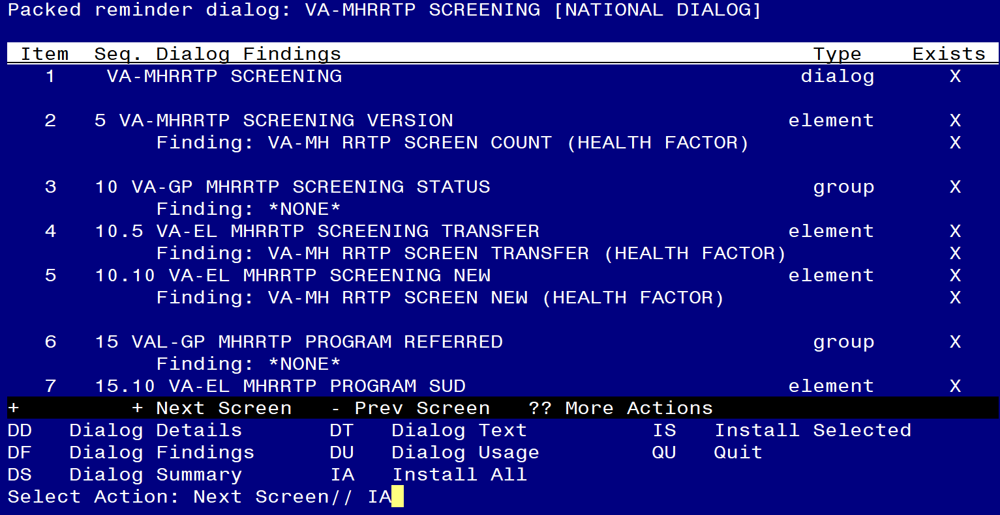 Packed reminder dialog: VA-MHRRTP SCREENING [NATIONAL DIALOG]
Item Seq. Dialog Findings Type Exists
1 VA-MHRRTP SCREENING dialog X
2 5 VA-MHRRTP SCREENING VERSION element X
Finding: VA-MH RRTP SCREEN COUNT (HEALTH FACTOR) X
3 10 VA-GP MHRRTP SCREENING STATUS group X
Finding: *NONE*
4 10.5 VA-EL MHRRTP SCREENING TRANSFER element X
Finding: VA-MH RRTP SCREEN TRANSFER (HEALTH FACTOR) X
5 10.10 VA-EL MHRRTP SCREENING NEW element X
Finding: VA-MH RRTP SCREEN NEW (HEALTH FACTOR) X
6 15 VAL-GP MHRRTP PROGRAM REFERRED group X
Finding: *NONE*
7 15.10 VA-EL MHRRTP PROGRAM SUD element X
+ + Next Screen - Prev Screen ?? More Actions
DD Dialog Details DT Dialog Text IS Install Selected
DF Dialog Findings DU Dialog Usage QU Quit
DS Dialog Summary IA Install All
Select Action: Next Screen// IA